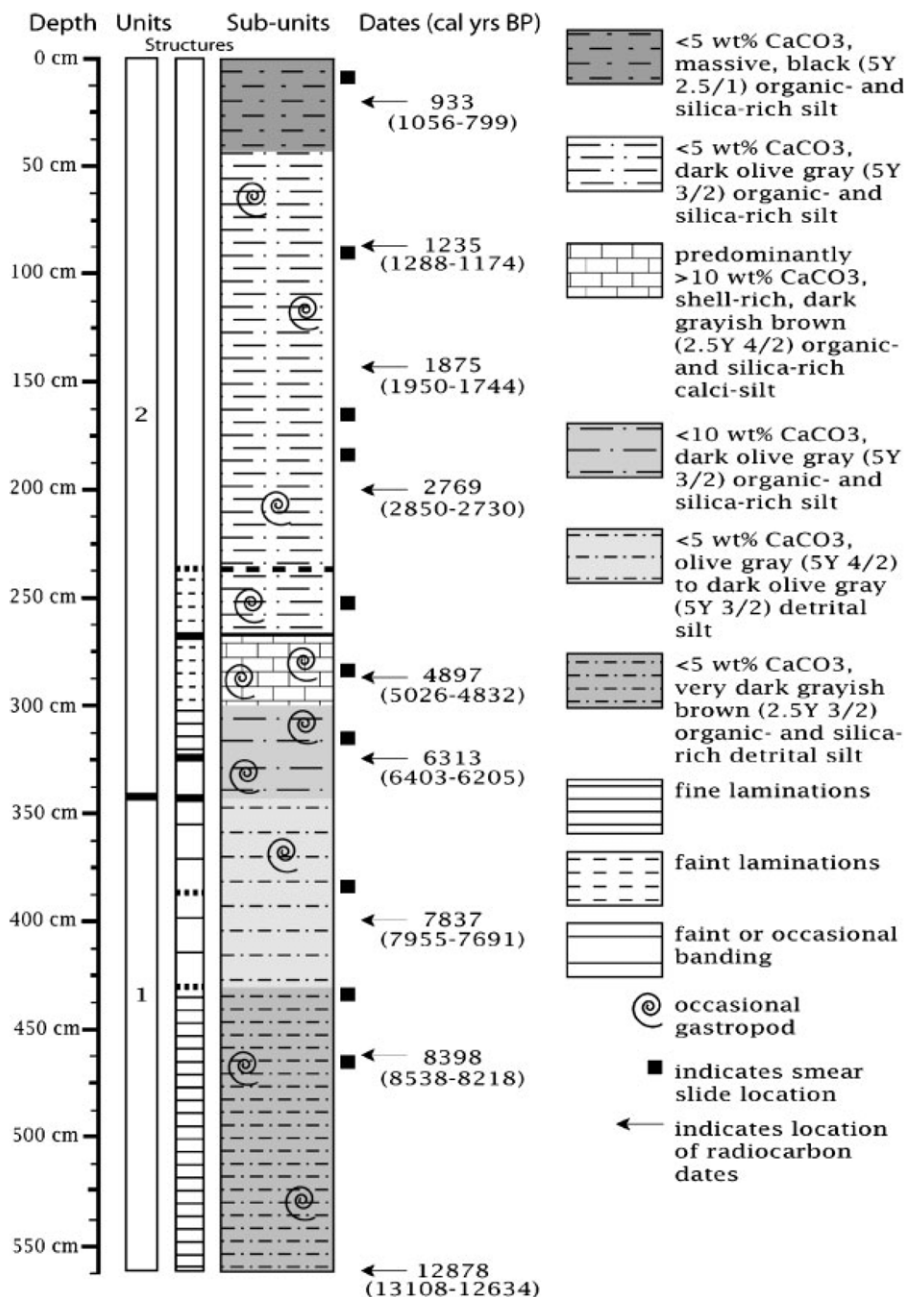 Depth Units Sub-units Dates (cal yrs BP)
Structures
0 cm
50 cm
100 cm
150 cm
200 cm
250 cm
300 cm
350 cm
400 cm
450 cm
500 cm
550 cm
2
1
933
(1056-799)
1235
(1288-1174)
1875
(1950-1744)
2769
(2850-2730)
4897
(5026-4832)
6313
(6403-6205)
7837
(7955-7691)
8398
(8538-8218)
12878
(13108-12634)
<5 wt% CaCO3,
massive, black (5Y
2.5/1) organic- and
silica-rich silt
<5 wt% CaCO3,
dark olive gray (5Y
3/2) organic- and
silica-rich silt
predominantly
>10 wt% CaCO3,
shell-rich, dark
grayish brown
(2.5Y 4/2) organic-
and silica-rich
calci-silt
<10 wt% CaCO3,
dark olive gray (5Y
3/2) organic- and
silica-rich silt
<5 wt% CaCO3,
olive gray (5Y 4/2)
to dark olive gray
(5Y 3/2) detrital
silt
<5 wt% CaCO3,
very dark grayish
brown (2.5Y 3/2)
organic- and silica-
rich detrital silt
fine laminations
faint laminations
faint or occasional
banding
occasional
gastropod
indicates smear
slide location
indicates location
of radiocarbon
dates